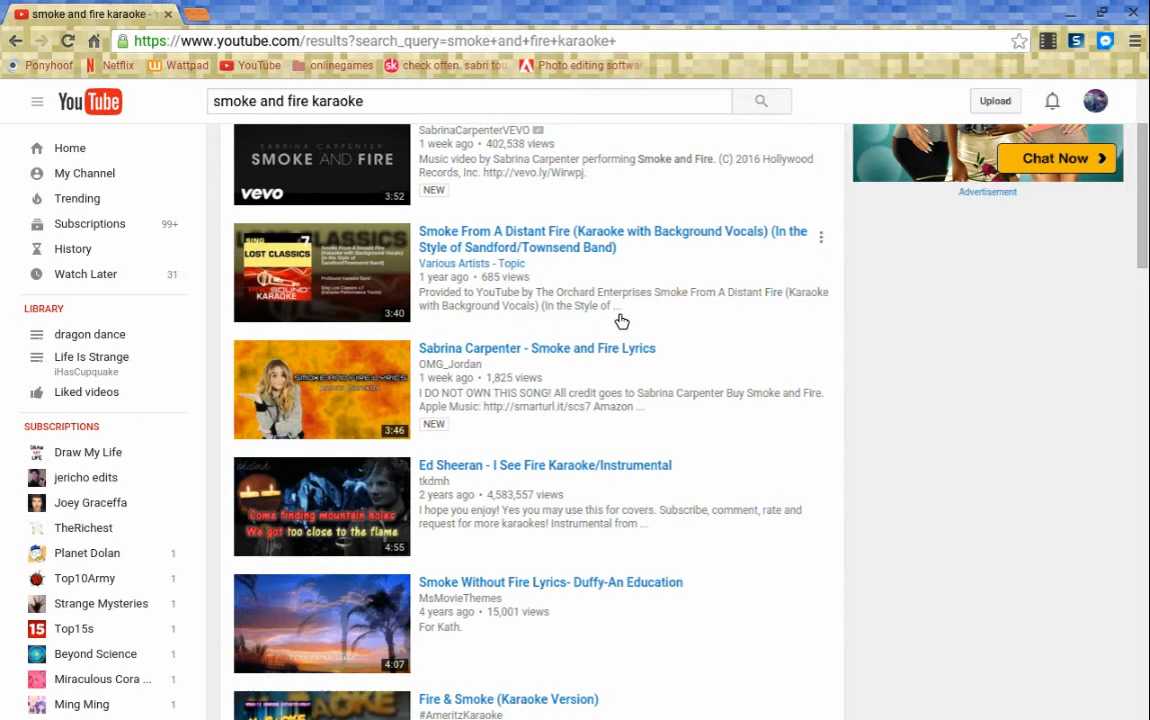 smoke and fire karaoke -
https://www.youtube.com/results?search_query=smoke+and+fire+karaoke+
Ponyhoof Netflix Wattpad YouTube onlinegames check often. sabri tou Photo editing softwa
YouTube smoke and fire karaoke Upload
Home
My Channel
Trending
Subscriptions 99+
History
Watch Later 31
LIBRARY
dragon dance
Life Is Strange
iHasCupquake
Liked videos
SUBSCRIPTIONS
Draw My Life
jericho edits
Joey Graceffa
TheRichest
Planet Dolan 1
Top10Army 1
Strange Mysteries 1
Top15s 1
Beyond Science 1
Miraculous Cora ... 1
Ming Ming 1
SABRINA CARPENTER
SMOKE AND FIRE
vevo
3:52
SabrinaCarpenterVEVO
1 week ago • 402,538 views
Music video by Sabrina Carpenter performing Smoke and Fire. (C) 2016 Hollywood
Records, Inc. http://vevo.ly/Wirwpj.
NEW
SING 7
LOST CLASSICS
KARAOKE
3:40
Smoke From A Distant Fire (Karaoke with Background Vocals) (In the
Style of Sandford/Townsend Band)
Various Artists - Topic
1 year ago • 685 views
Provided to YouTube by The Orchard Enterprises Smoke From A Distant Fire (Karaoke
with Background Vocals) (In the Style of ...
SMOKE AND FIRE LYRICS
3:46
Sabrina Carpenter - Smoke and Fire Lyrics
OMG_Jordan
1 week ago • 1,825 views
I DO NOT OWN THIS SONG! All credit goes to Sabrina Carpenter Buy Smoke and Fire.
Apple Music: http://smarturl.it/scs7 Amazon ...
NEW
tkdmh
Come finding mountain holes
We got too close to the flame
4:55
Ed Sheeran - I See Fire Karaoke/Instrumental
tkdmh
2 years ago • 4,583,557 views
I hope you enjoy! Yes you may use this for covers. Subscribe, comment, rate and
request for more karaokes! Instrumental from ...
4:07
Smoke Without Fire Lyrics- Duffy-An Education
MsMovieThemes
4 years ago • 15,001 views
For Kath.
Fire & Smoke (Karaoke Version)
#AmeritzKaraoke
Chat Now
Advertisement